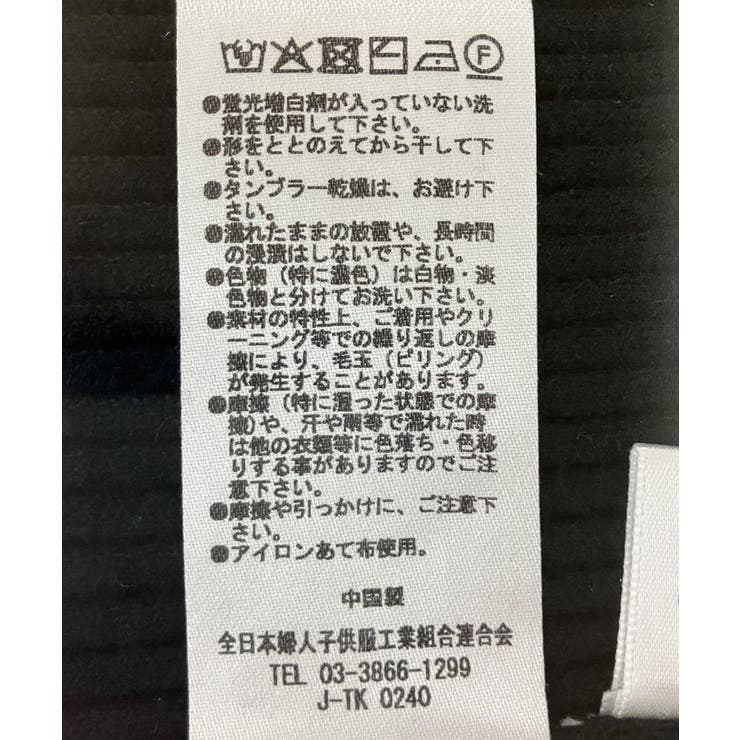 ●蛍光増白剤が入っていない洗
剤を使用して下さい。
●形をととのえてから干して下
さい。
●タンブラー乾燥は、お避け下
さい。
●濡れたままの放置や、長時間
の浸漬はしないで下さい。
●色物（特に濃色）は白物・淡
色物と分けてお洗い下さい。
●素材の特性上、ご着用やクリ
ーニング等での繰り返しの摩
擦により、毛玉（ピリング）
が発生することがあります。
●摩擦（特に湿った状態での摩
擦）や、汗や雨等で濡れた時
は他の衣類等に色落ち・色移
りする事がありますのでご注
意下さい。
●摩擦や引っかけに、ご注意下
さい。
●アイロンあて布使用。
中国製
全日本婦人子供服工業組合連合会
TEL 03-3866-1299
J-TK 0240